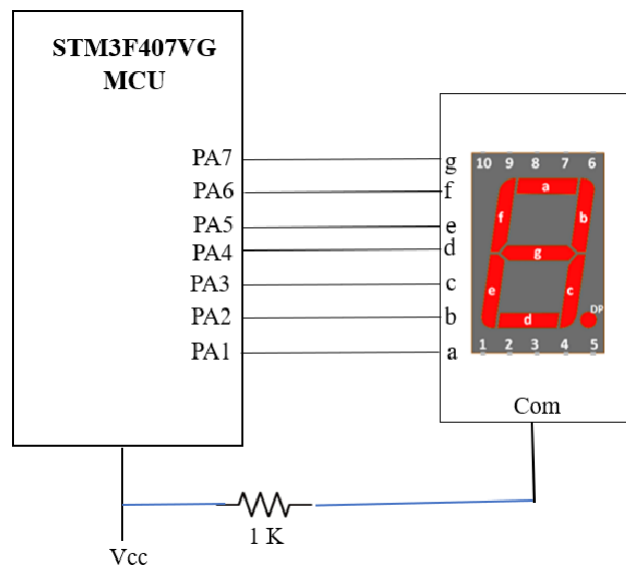 STM3F407VG
MCU
PA7
PA6
PA5
PA4
PA3
PA2
PA1
g
f
e
d
c
b
a
10 9 8 7 6
a
f
b
g
e
c
d
DP
1 2 3 4 5
Com
1 K
Vcc